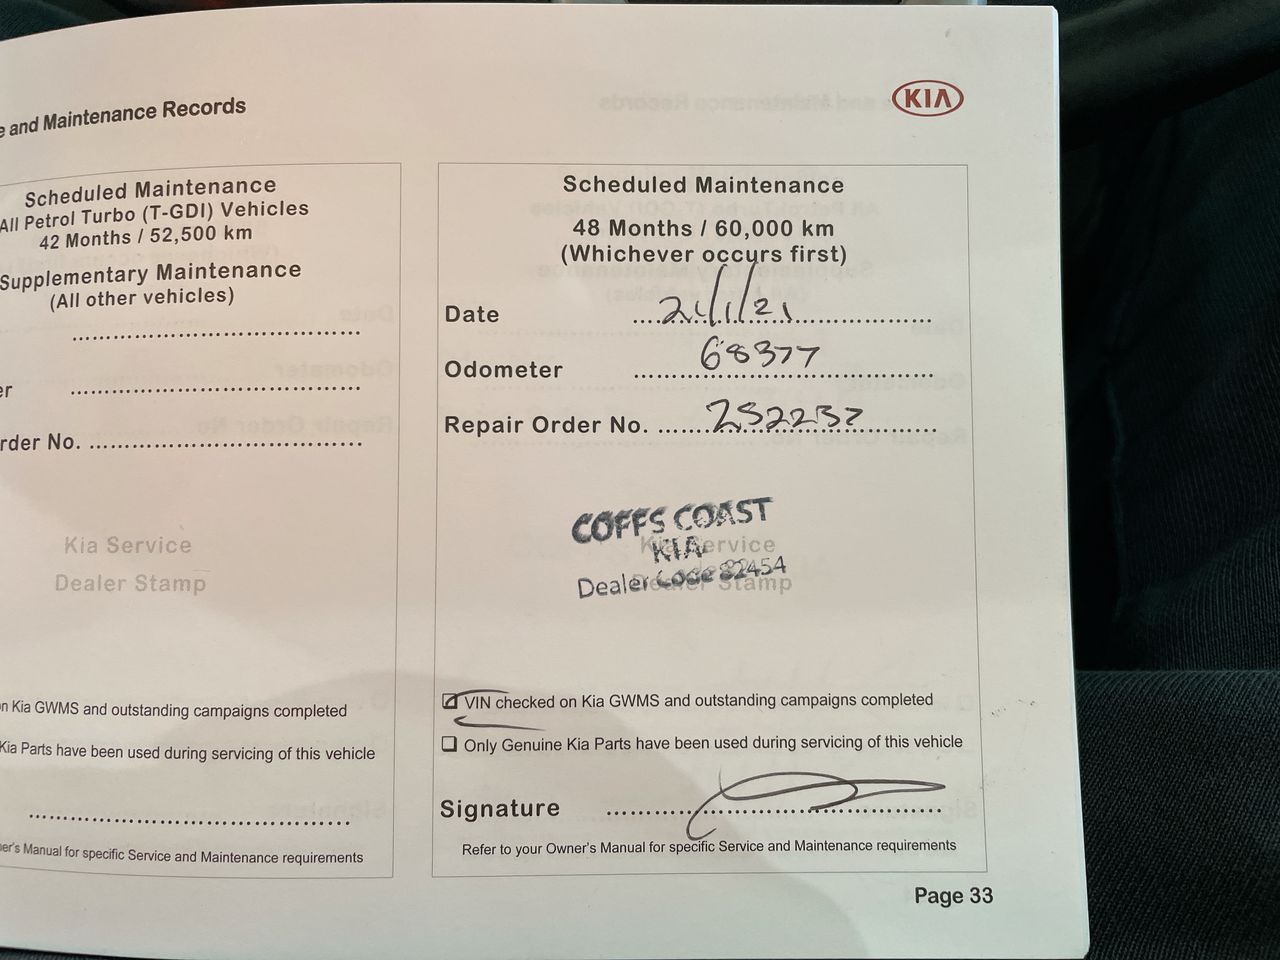 e and Maintenance Records
KIA
Scheduled Maintenance
All Petrol Turbo (T-GDI) Vehicles
42 Months / 52,500 km
Supplementary Maintenance
(All other vehicles)
er
rder No.
Kia Service
Dealer Stamp
n Kia GWMS and outstanding campaigns completed
Kia Parts have been used during servicing of this vehicle
ner's Manual for specific Service and Maintenance requirements
Scheduled Maintenance
48 Months / 60,000 km
(Whichever occurs first)
Date 21/1/21
Odometer 68377
Repair Order No. 252232
COFFS COAST
KIA
Kia Service
Dealer Code 82454
Dealer Stamp
VIN checked on Kia GWMS and outstanding campaigns completed
Only Genuine Kia Parts have been used during servicing of this vehicle
Signature
Refer to your Owner's Manual for specific Service and Maintenance requirements
Page 33